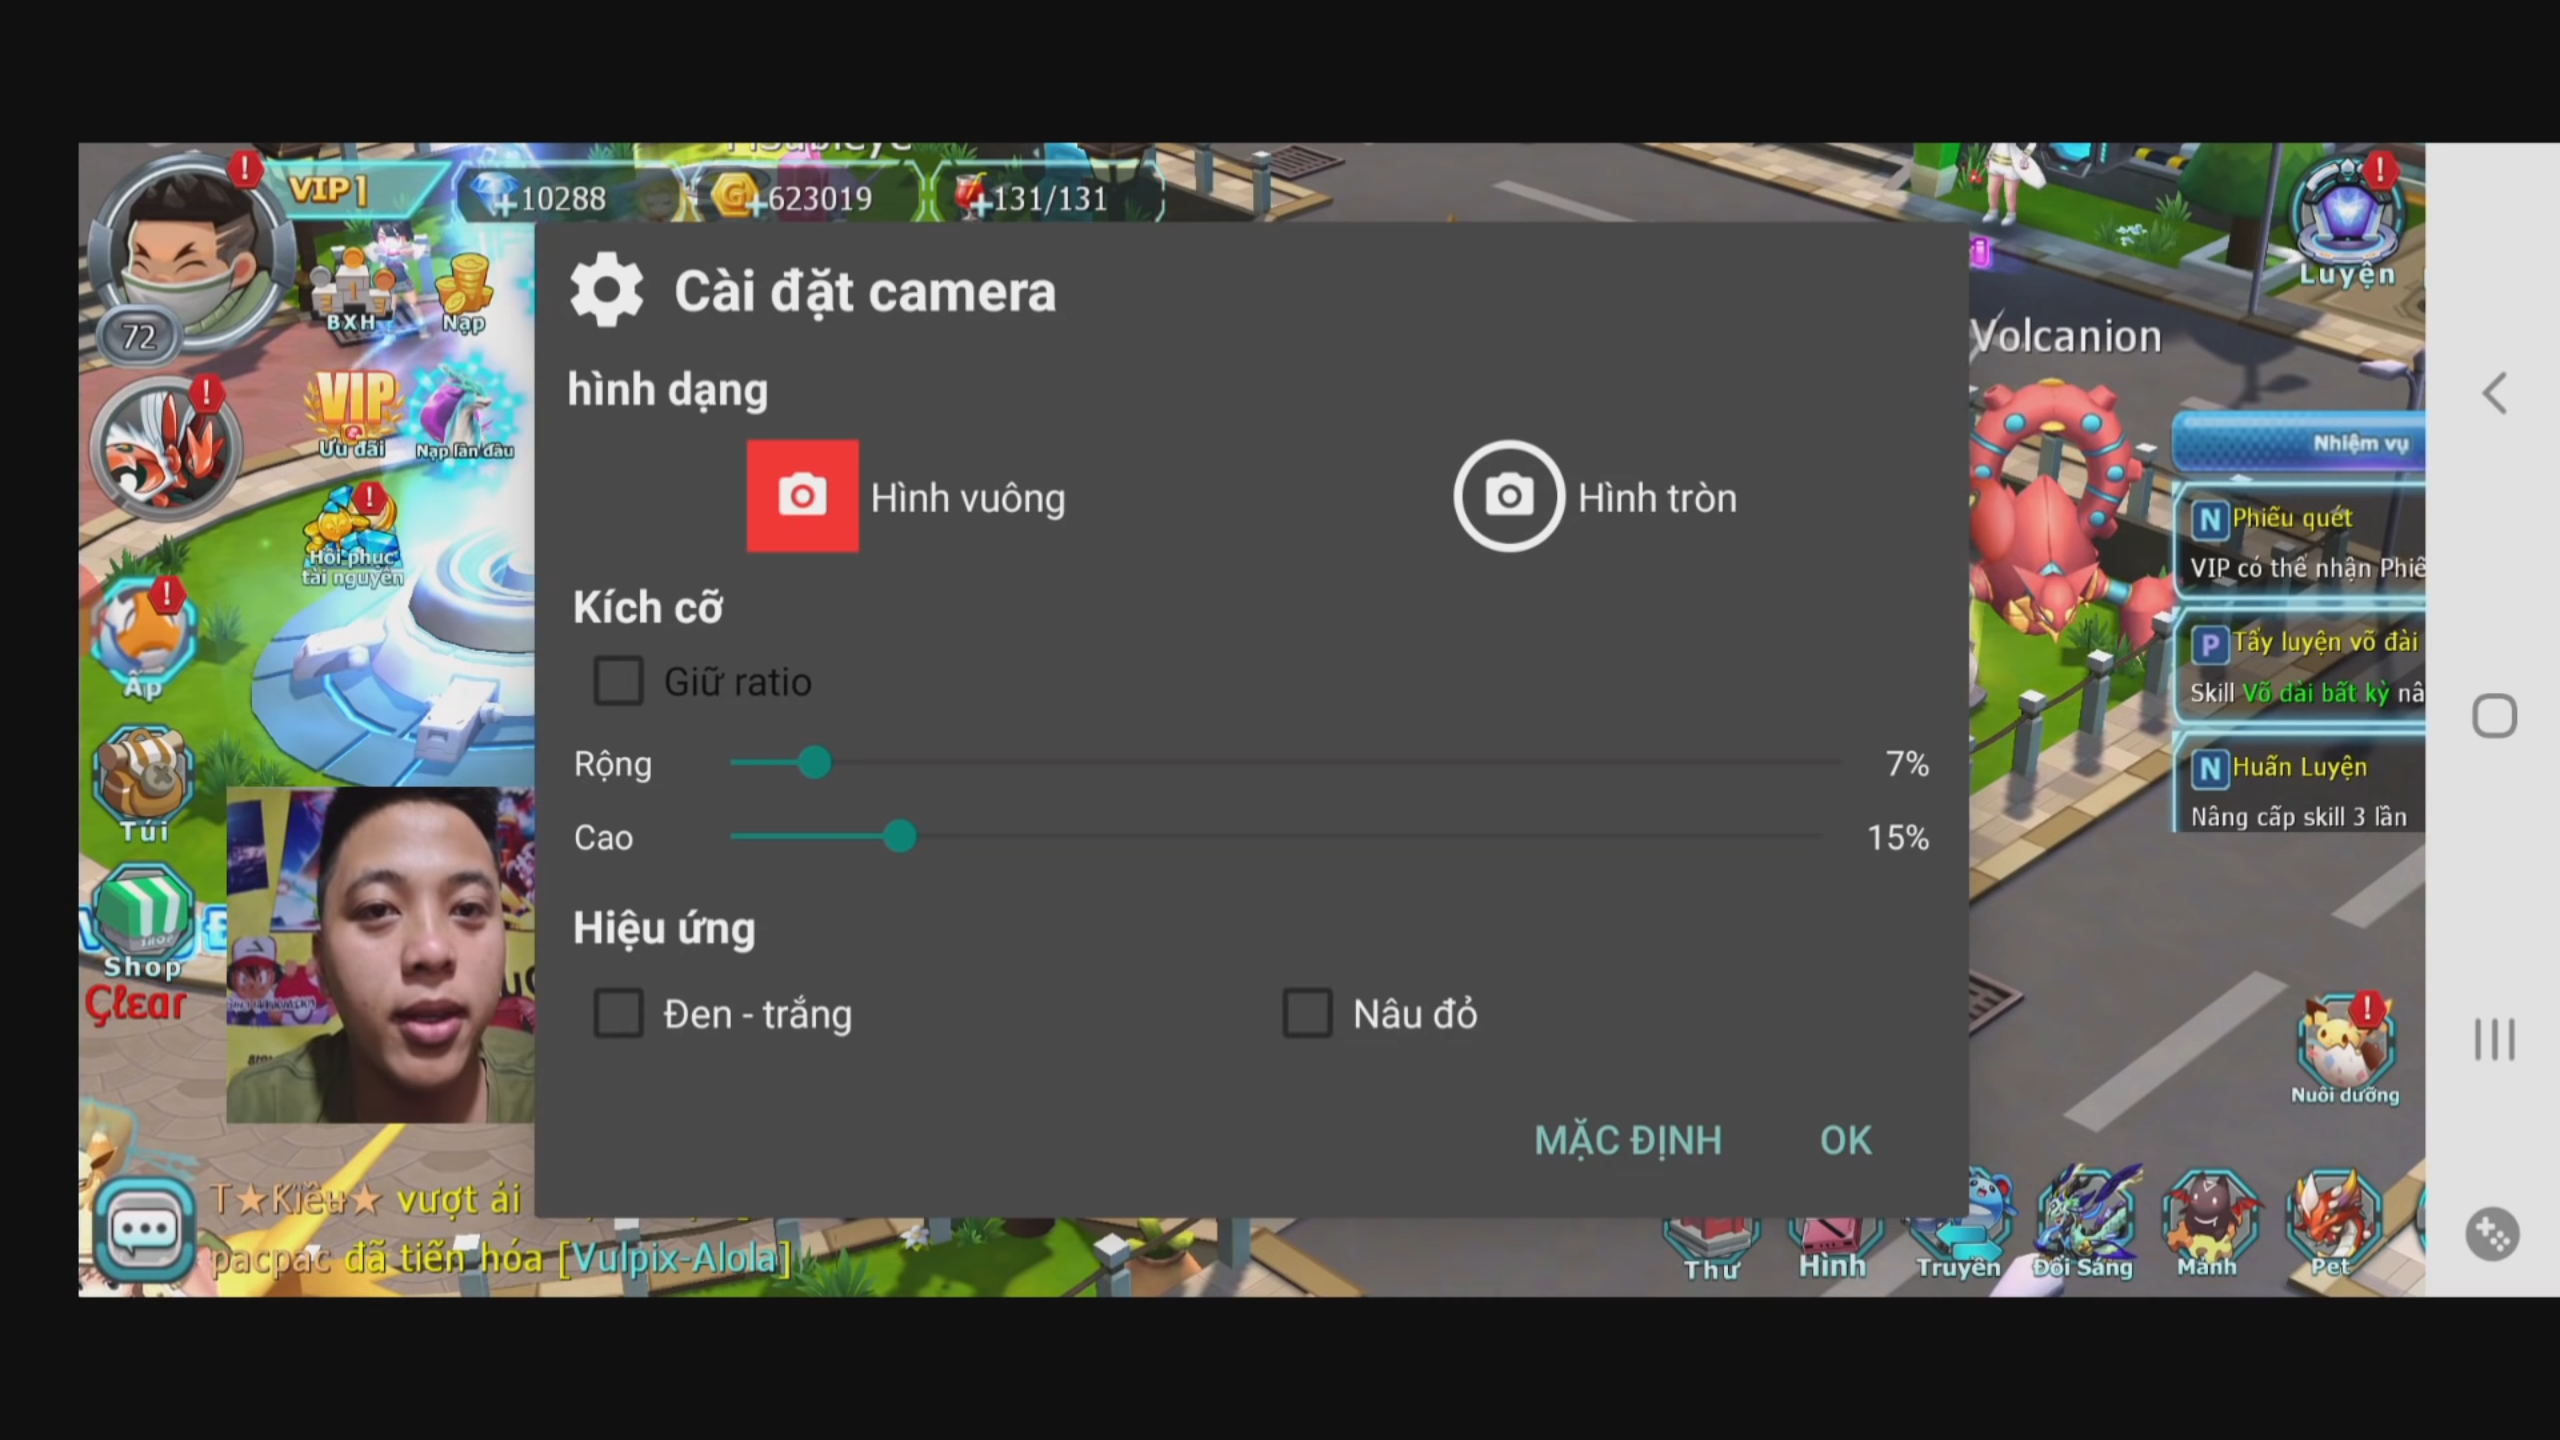 VIP 1
10288
623019
131/131
72
BXH
Nạp
Luyện
Volcanion
VIP
Ưu đãi
Nạp lần đầu
Hồi phục
tài nguyên
Ấp
Túi
Shop
Clear
Cài đặt camera
hình dạng
Hình vuông
Hình tròn
Kích cỡ
Giữ ratio
Rộng
7%
Cao
15%
Hiệu ứng
Đen - trắng
Nâu đỏ
MẶC ĐỊNH
OK
Nhiệm vụ
N Phiếu quét
VIP có thể nhận Phiế
P Tẩy luyện võ đài
Skill Võ đài bất kỳ nâ
N Huấn Luyện
Nâng cấp skill 3 lần
Nuôi dưỡng
T★Kiều★ vượt ải
pacpac đã tiến hóa [Vulpix-Alola]
Thư
Hình
Truyền
Đổi Sáng
Mảnh
Pet